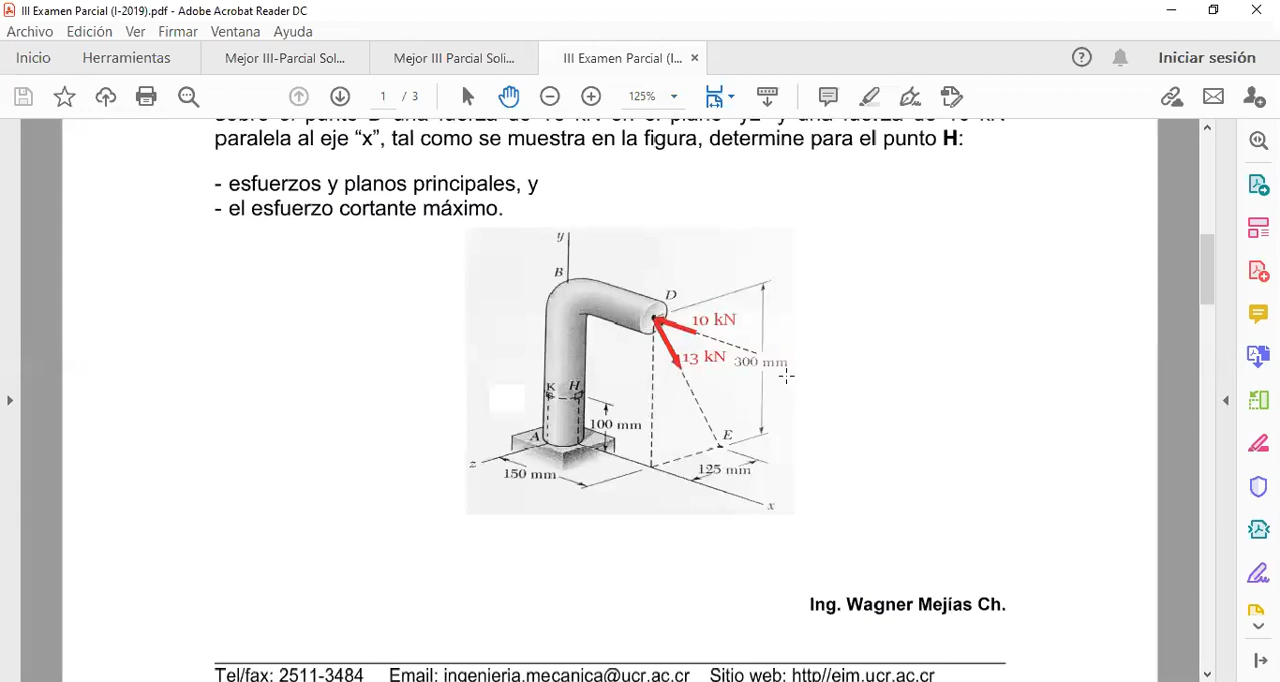 III Examen Parcial (I-2019).pdf - Adobe Acrobat Reader DC
Archivo Edición Ver Firmar Ventana Ayuda
Inicio Herramientas Mejor III-Parcial Sol... Mejor III Parcial Soli... III Examen Parcial (I... × Iniciar sesión
1 / 3 125%
paralela al eje “x”, tal como se muestra en la figura, determine para el punto H:
- esfuerzos y planos principales, y
- el esfuerzo cortante máximo.
y
B
D
10 kN
13 kN 300 mm
K H
100 mm
A E
z 150 mm 125 mm
x
Ing. Wagner Mejías Ch.
Tel/fax: 2511-3484 Email: ingenieria.mecanica@ucr.ac.cr Sitio web: http//eim.ucr.ac.cr